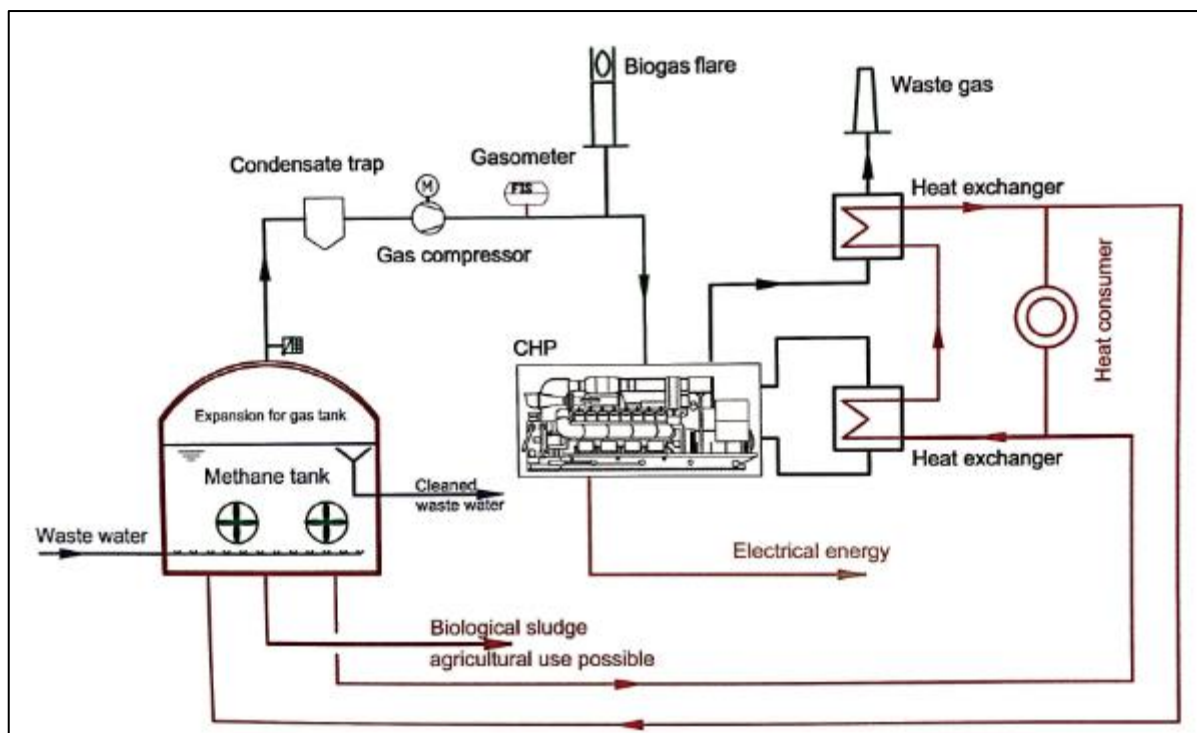 Biogas flare
Waste gas
Condensate trap
Gasometer
M
FIS
Gas compressor
Heat exchanger
Heat consumer
CHP
Expansion for gas tank
Methane tank
Cleaned
waste water
Heat exchanger
Waste water
Electrical energy
Biological sludge
agricultural use possible